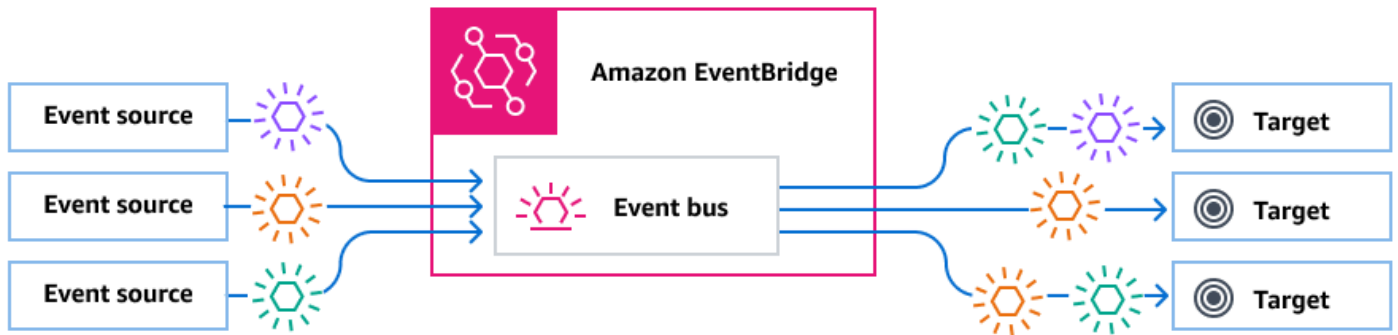 Amazon EventBridge
Event source
Event source
Event source
Event bus
Target
Target
Target